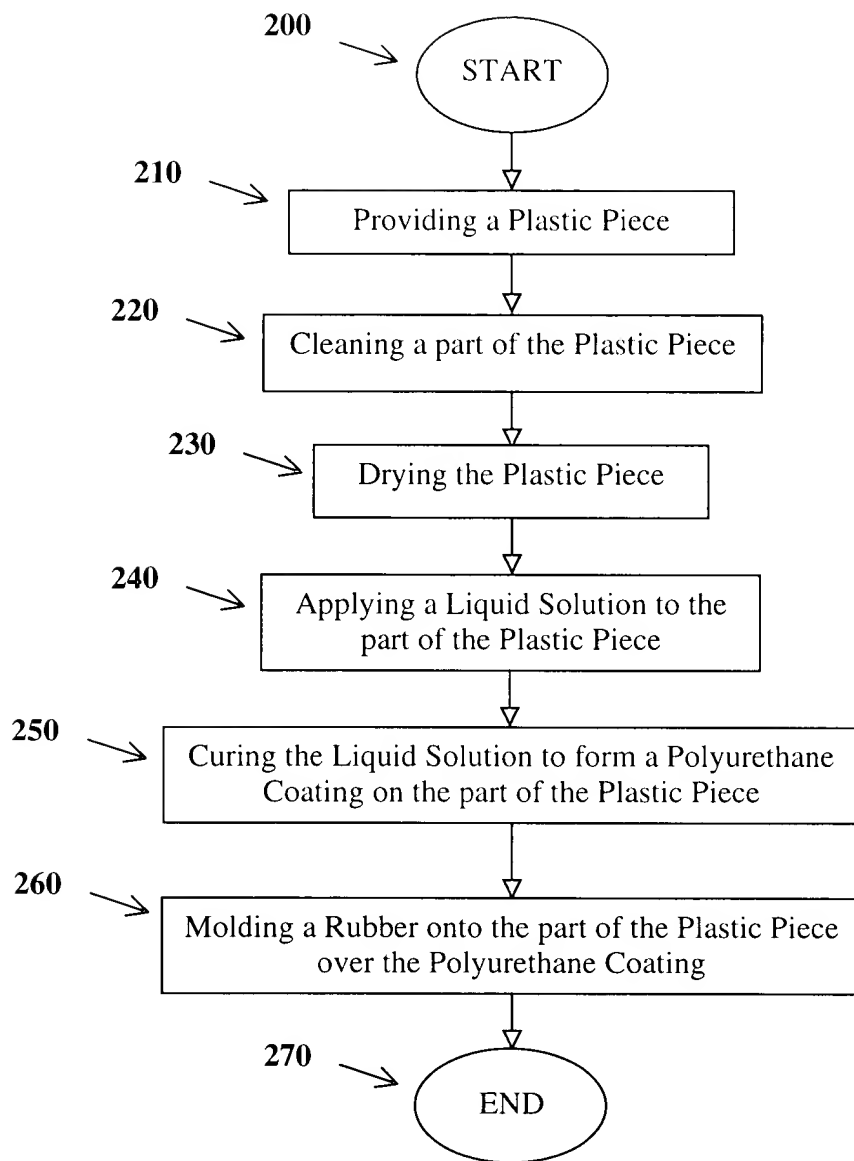 200
START
210
Providing a Plastic Piece
220
Cleaning a part of the Plastic Piece
230
Drying the Plastic Piece
240
Applying a Liquid Solution to the
part of the Plastic Piece
250
Curing the Liquid Solution to form a Polyurethane
Coating on the part of the Plastic Piece
260
Molding a Rubber onto the part of the Plastic Piece
over the Polyurethane Coating
270
END